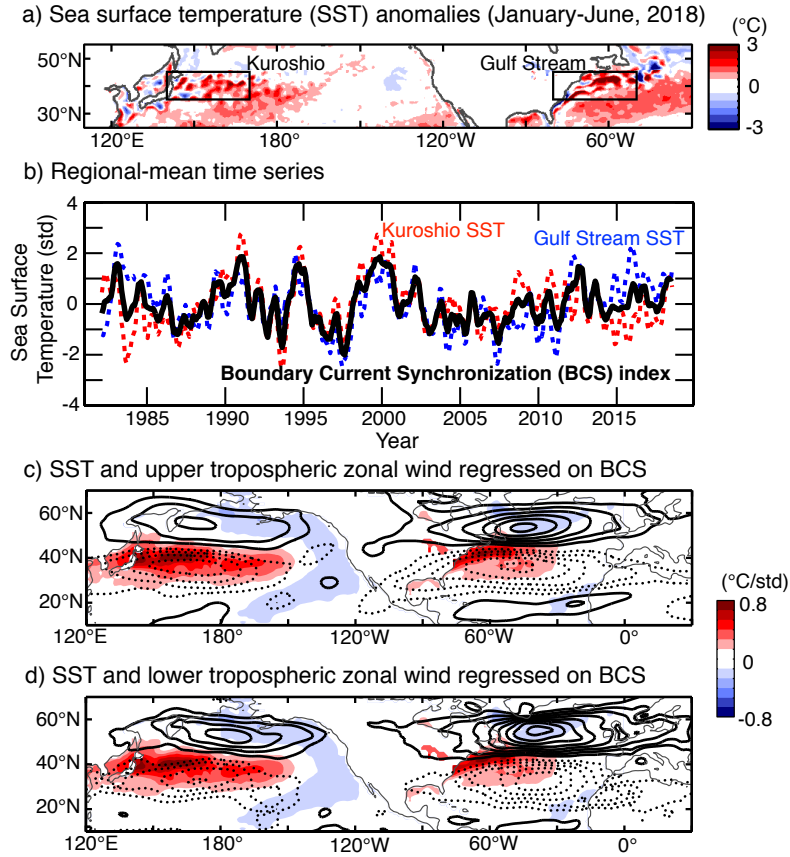 a) Sea surface temperature (SST) anomalies (January-June, 2018)
(°C)
50°N
30°N
Kuroshio
Gulf Stream
3
0
-3
120°E
180°
120°W
60°W
b) Regional-mean time series
Sea Surface
Temperature (std)
4
2
0
-2
-4
Kuroshio SST
Gulf Stream SST
Boundary Current Synchronization (BCS) index
1985
1990
1995
2000
2005
2010
2015
Year
c) SST and upper tropospheric zonal wind regressed on BCS
60°N
40°N
20°N
120°E
180°
120°W
60°W
0°
(°C/std)
0.8
0
-0.8
d) SST and lower tropospheric zonal wind regressed on BCS
60°N
40°N
20°N
120°E
180°
120°W
60°W
0°